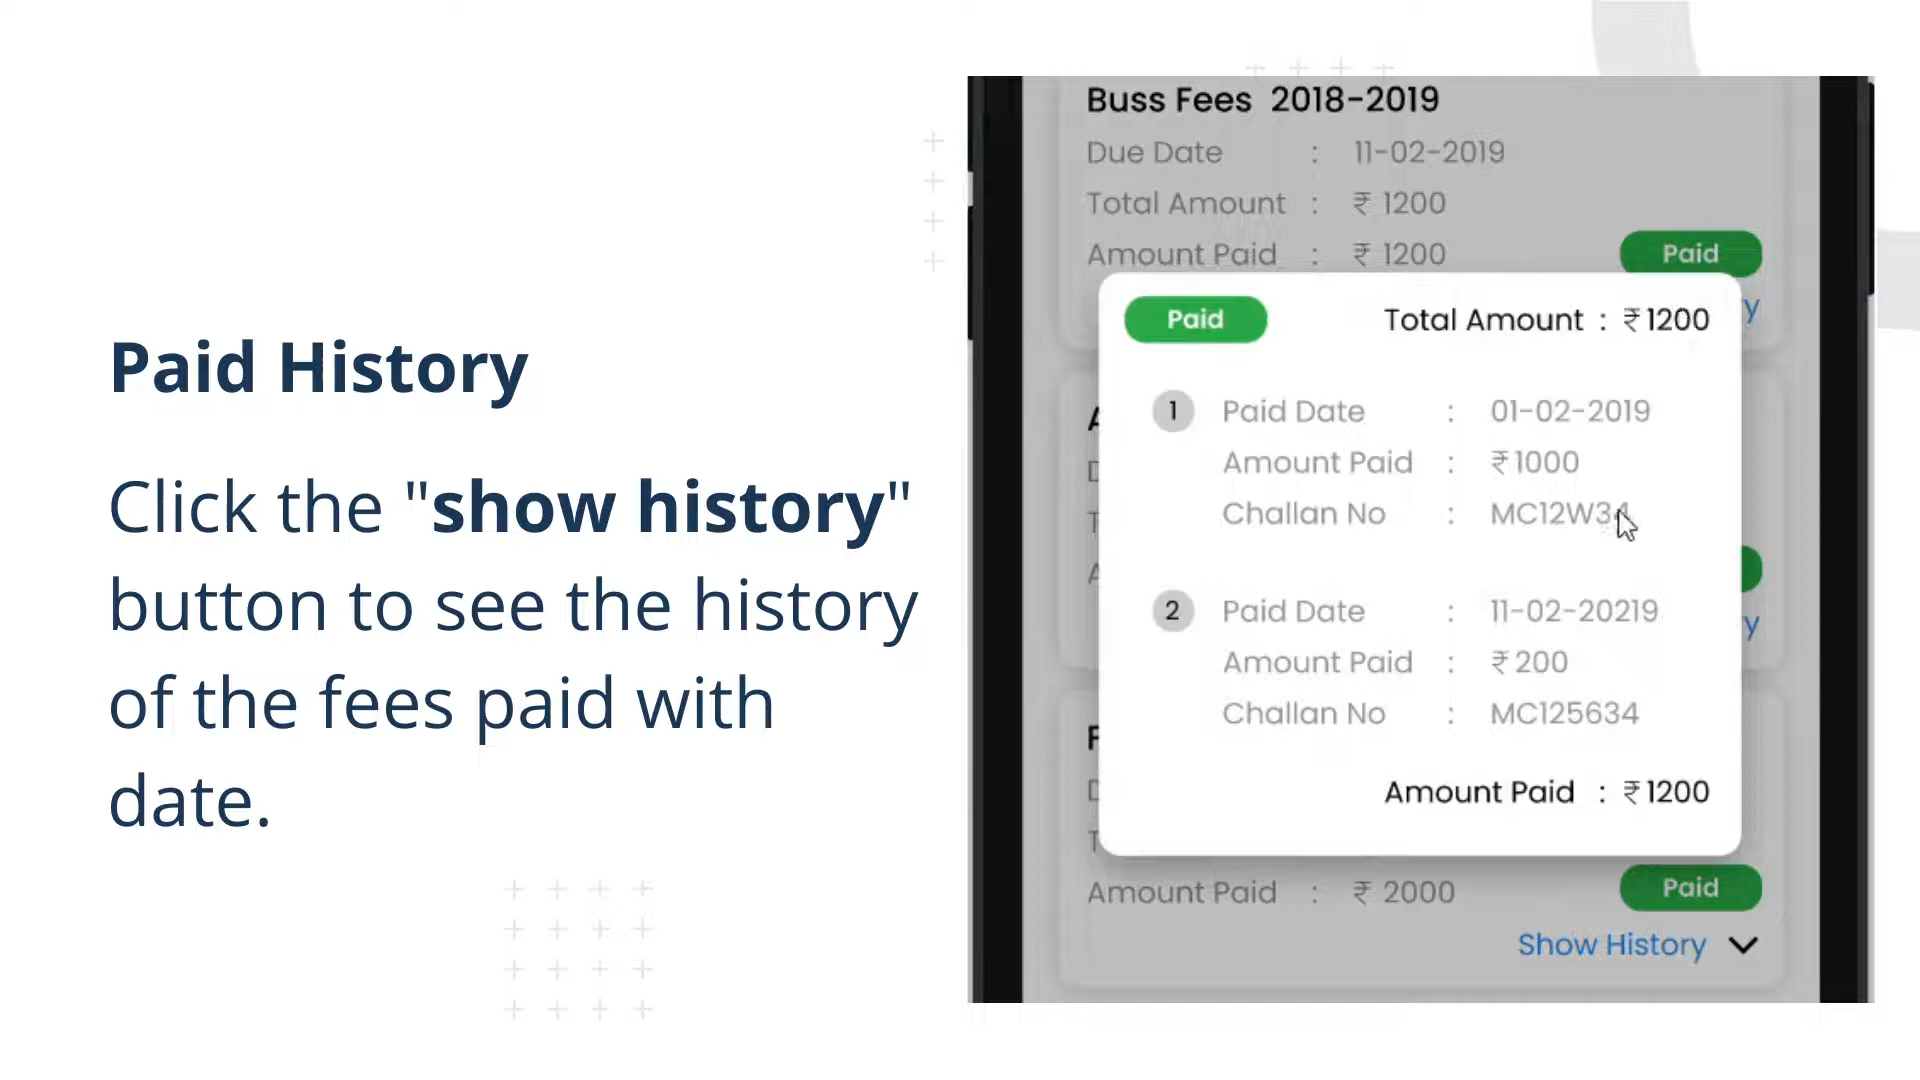 Paid History
Click the "show history"
button to see the history
of the fees paid with
date.
Buss Fees 2018-2019
Due Date : 11-02-2019
Total Amount : ₹ 1200
Amount Paid : ₹ 1200
Paid
Paid Total Amount : ₹1200
1 Paid Date : 01-02-2019
Amount Paid : ₹1000
Challan No : MC12W34
2 Paid Date : 11-02-20219
Amount Paid : ₹200
Challan No : MC125634
Amount Paid : ₹1200
Amount Paid : ₹ 2000
Paid
Show History